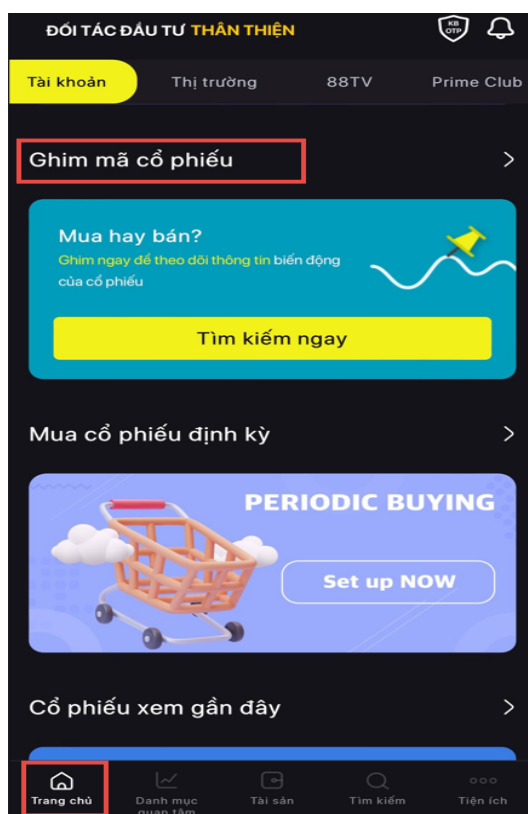 ĐỐI TÁC ĐẦU TƯ THÂN THIỆN
KB
OTP
Tài khoản
Thị trường
88TV
Prime Club
Ghim mã cổ phiếu
Mua hay bán?
Ghim ngay để theo dõi thông tin biến động
của cổ phiếu
Tìm kiếm ngay
Mua cổ phiếu định kỳ
PERIODIC BUYING
Set up NOW
Cổ phiếu xem gần đây
Trang chủ
Danh mục
quan tâm
Tài sản
Tìm kiếm
Tiện ích